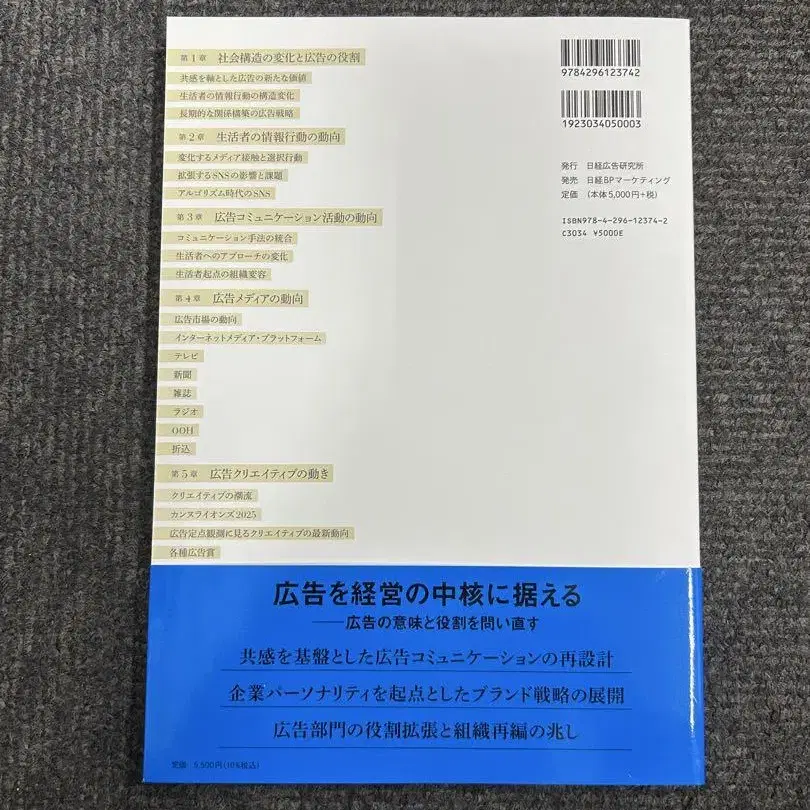 第1章 社会構造の変化と広告の役割
共感を軸とした広告の新たな価値
生活者の情報行動の構造変化
長期的な関係構築の広告戦略
第2章 生活者の情報行動の動向
変化するメディア接触と選択行動
拡張するSNSの影響と課題
アルゴリズム時代のSNS
第3章 広告コミュニケーション活動の動向
コミュニケーション手法の統合
生活者へのアプローチの変化
生活者起点の組織変容
第4章 広告メディアの動向
広告市場の動向
インターネットメディア・プラットフォーム
テレビ
新聞
雑誌
ラジオ
OOH
折込
第5章 広告クリエイティブの動き
クリエイティブの潮流
カンヌライオンズ2025
広告定点観測に見るクリエイティブの最新動向
各種広告賞
9784296123742
1923034050003
発行 日経広告研究所
発売 日経BPマーケティング
定価 (本体5,000円+税)
ISBN978-4-296-12374-2
C3034 ¥5000E
広告を経営の中核に据える
──広告の意味と役割を問い直す
共感を基盤とした広告コミュニケーションの再設計
企業パーソナリティを起点としたブランド戦略の展開
広告部門の役割拡張と組織再編の兆し
定価 5,500円(10%税込)